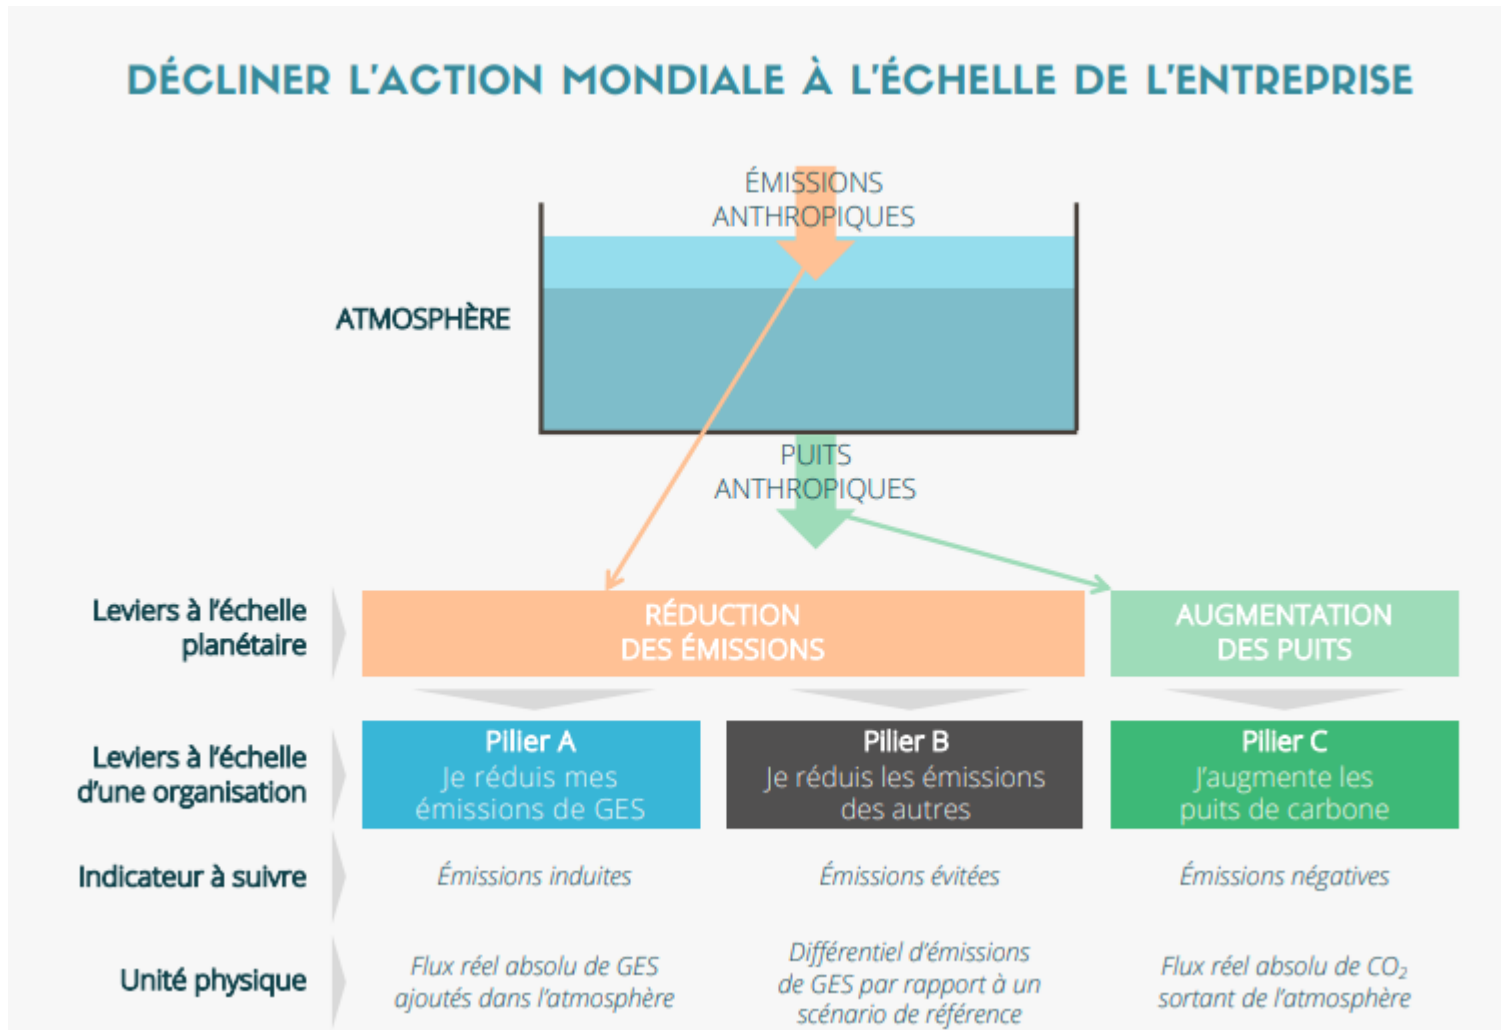 DÉCLINER L'ACTION MONDIALE À L'ÉCHELLE DE L'ENTREPRISE
ÉMISSIONS
ANTHROPIQUES
ATMOSPHÈRE
PUITS
ANTHROPIQUES
Leviers à l'échelle
planétaire
RÉDUCTION
DES ÉMISSIONS
AUGMENTATION
DES PUITS
Leviers à l'échelle
d'une organisation
Pilier A
Je réduis mes
émissions de GES
Pilier B
Je réduis les émissions
des autres
Pilier C
J'augmente les
puits de carbone
Indicateur à suivre
Émissions induites
Émissions évitées
Émissions négatives
Unité physique
Flux réel absolu de GES
ajoutés dans l'atmosphère
Différentiel d'émissions
de GES par rapport à un
scénario de référence
Flux réel absolu de CO₂
sortant de l'atmosphère